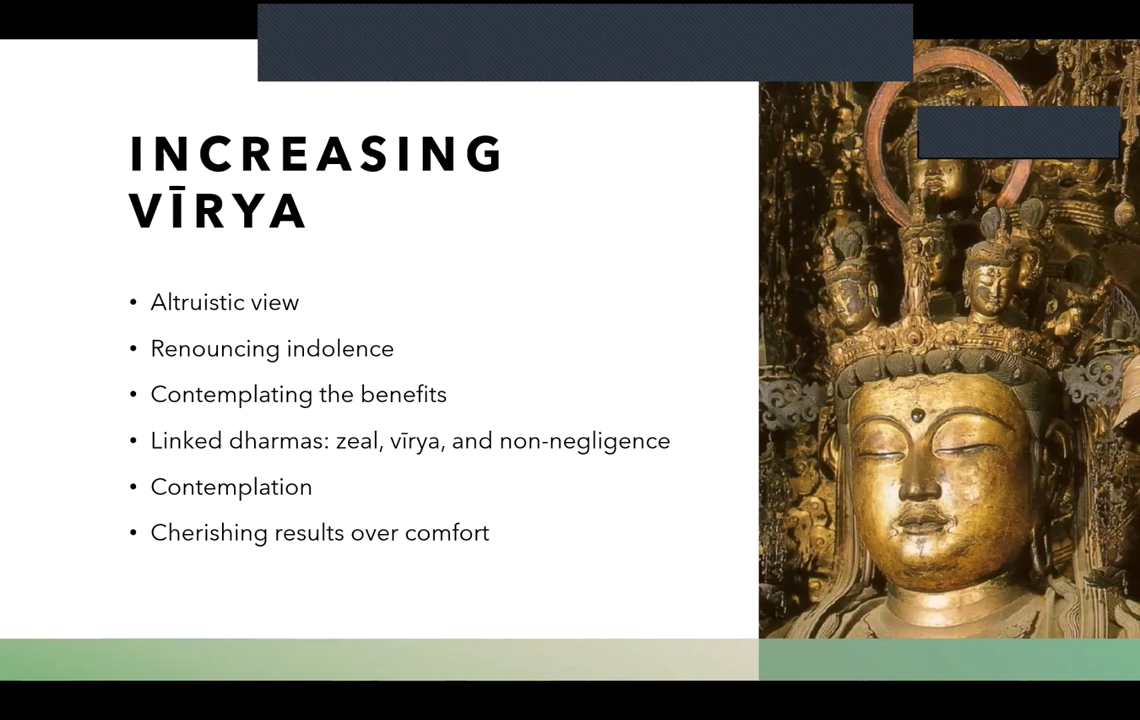 INCREASING
VĪRYA
• Altruistic view
• Renouncing indolence
• Contemplating the benefits
• Linked dharmas: zeal, vīrya, and non-negligence
• Contemplation
• Cherishing results over comfort